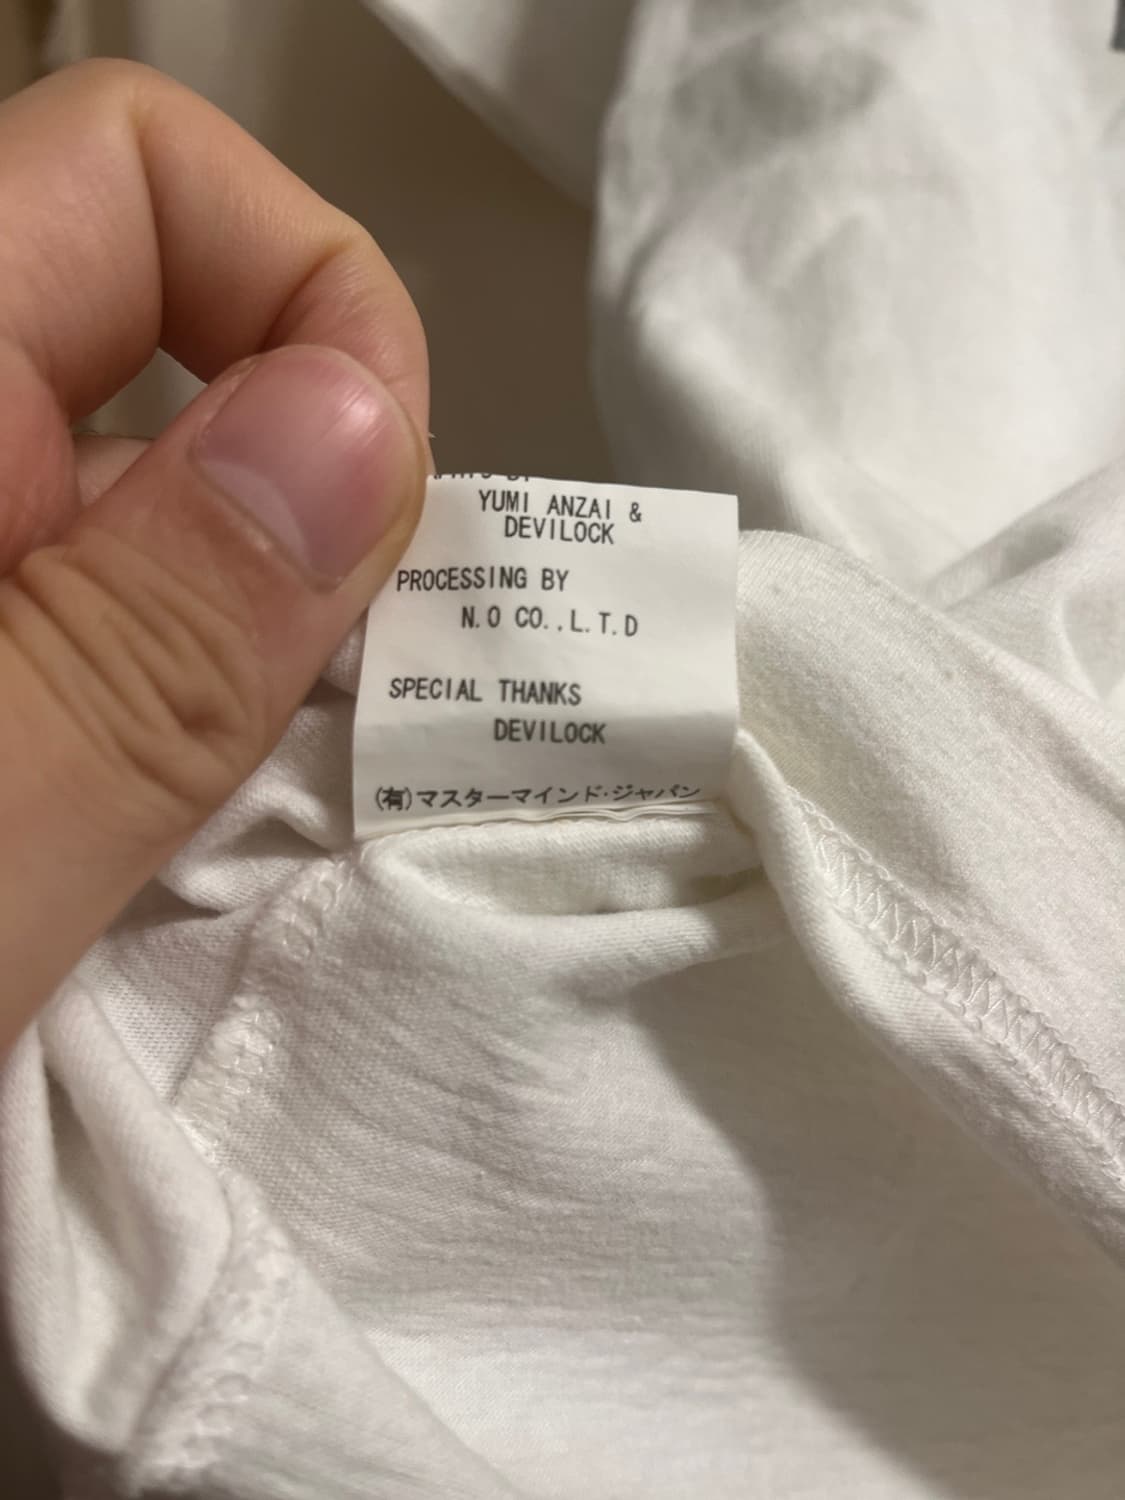 YUMI ANZAI &
DEVILOCK
PROCESSING BY
N.O CO.,L.T.D
SPECIAL THANKS
DEVILOCK
(有)マスターマインド・ジャパン